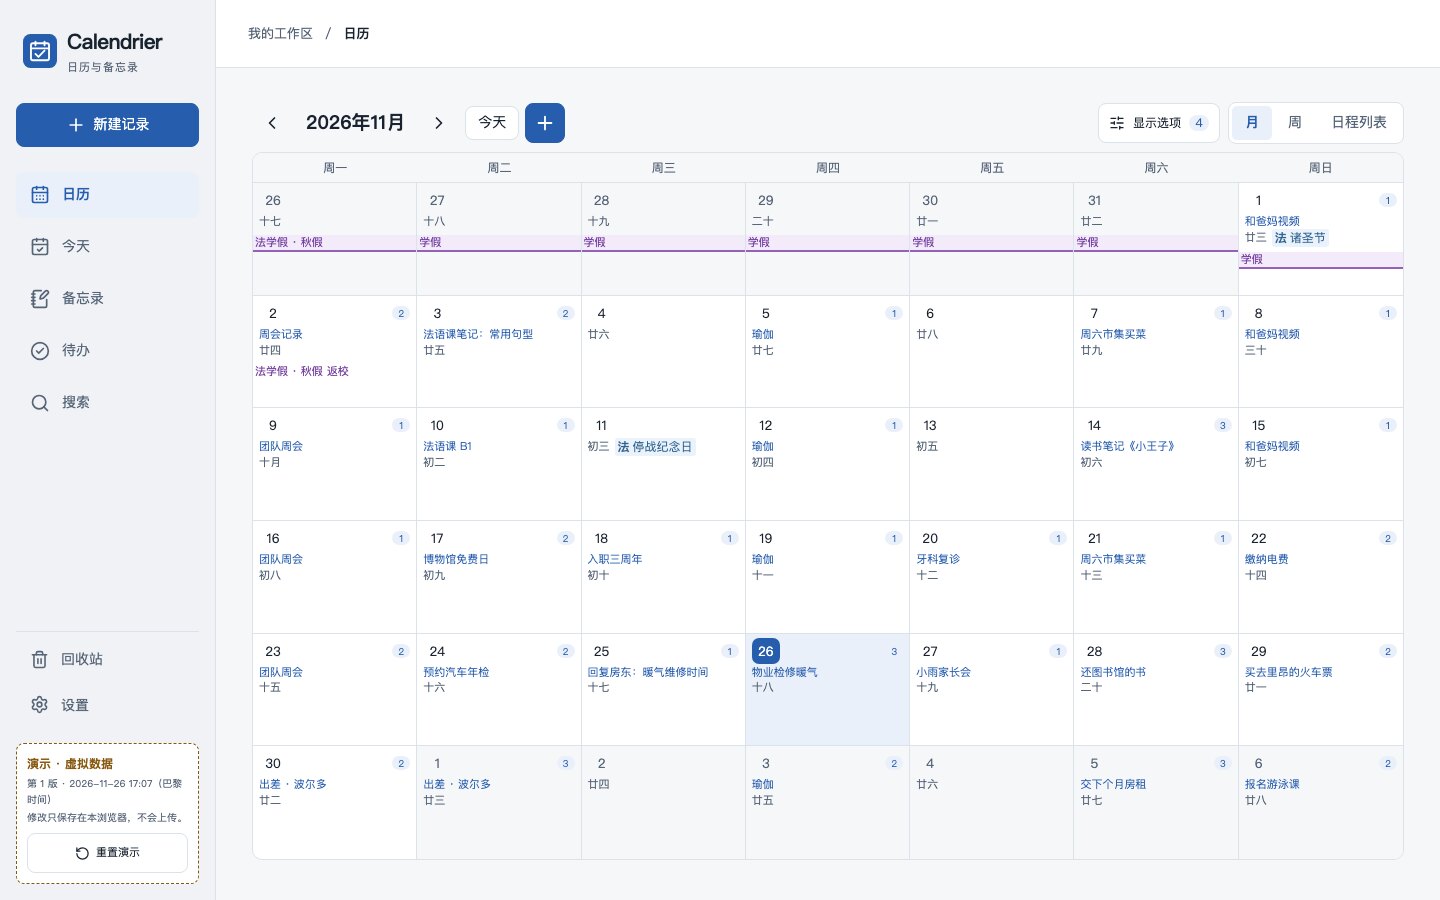 Calendrier
日历与备忘录
新建记录
日历
今天
备忘录
待办
搜索
回收站
设置
演示 · 虚拟数据
第 1 版 · 2026-11-26 17:07（巴黎
时间）
修改只保存在本浏览器，不会上传。
重置演示
我的工作区 / 日历
2026年11月 今天 显示选项 4 月 周 日程列表
周一 周二 周三 周四 周五 周六 周日
26 27 28 29 30 31 1 1
和爸妈视频
十七 十八 十九 二十 廿一 廿二 廿三 法 诸圣节
法学假 · 秋假 学假 学假 学假 学假 学假 学假
2 2 3 2 4 5 1 6 7 1 8 1
周会记录 法语课笔记：常用句型 廿六 瑜伽 廿八 周六市集买菜 和爸妈视频
廿四 廿五 廿七 廿九 三十
法学假 · 秋假 返校
9 1 10 1 11 12 1 13 14 3 15 1
团队周会 法语课 B1 初三 法 停战纪念日 瑜伽 初五 读书笔记《小王子》 和爸妈视频
十月 初二 初四 初六 初七
16 1 17 2 18 1 19 1 20 1 21 1 22 2
团队周会 博物馆免费日 入职三周年 瑜伽 牙科复诊 周六市集买菜 缴纳电费
初八 初九 初十 十一 十二 十三 十四
23 2 24 2 25 1 26 3 27 1 28 3 29 2
团队周会 预约汽车年检 回复房东：暖气维修时间 物业检修暖气 小雨家长会 还图书馆的书 买去里昂的火车票
十五 十六 十七 十八 十九 二十 廿一
30 2 1 3 2 3 2 4 5 3 6 2
出差 · 波尔多 出差 · 波尔多 廿四 瑜伽 廿六 交下个月房租 报名游泳课
廿二 廿三 廿五 廿七 廿八